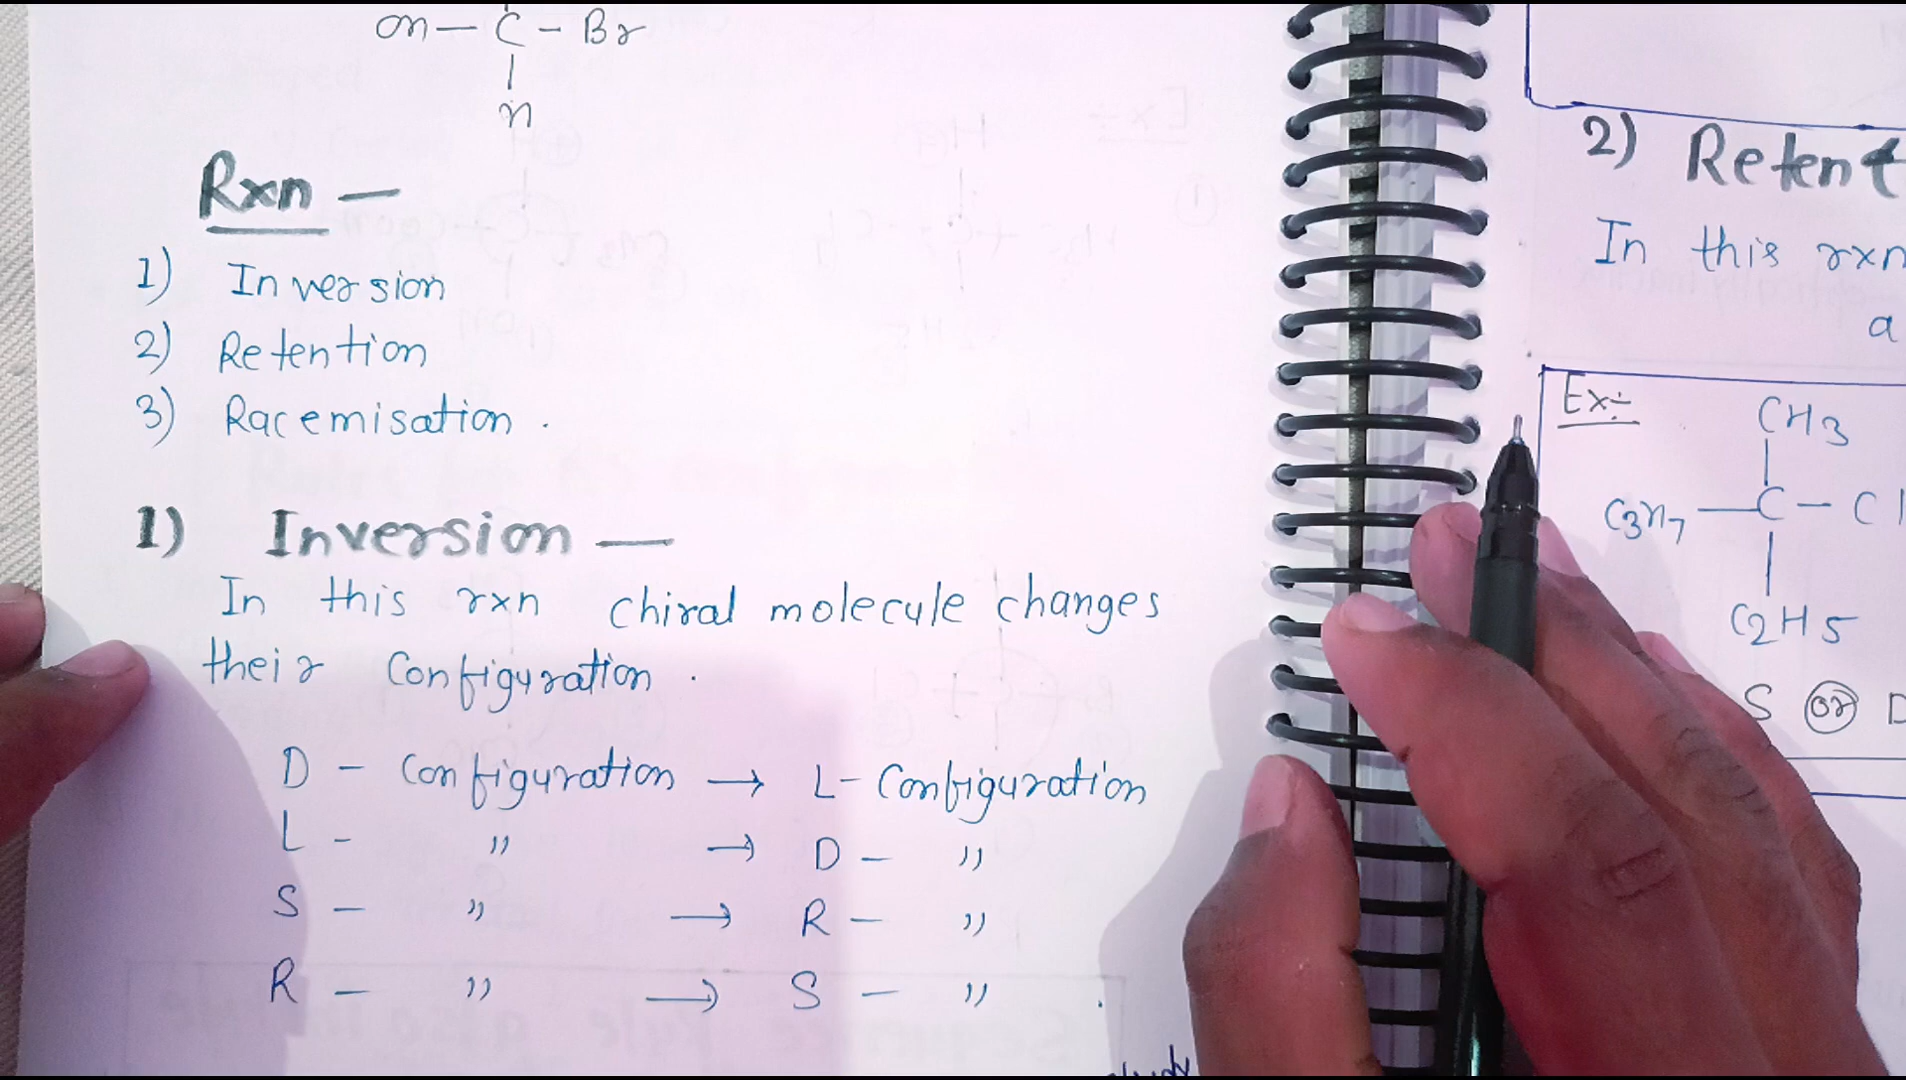 OH — C — Br
H
Rxn —
1) Inversion
2) Retention
3) Racemisation .
1) Inversion —
In this rxn chiral molecule changes
their configuration .
D - configuration → L - configuration
L - " → D - "
S - " → R - "
R - " → S - " .
2) Retent
In this rxn
a
Ex:-
CH3
C3H7 — C — Cl
C2H5
S or D